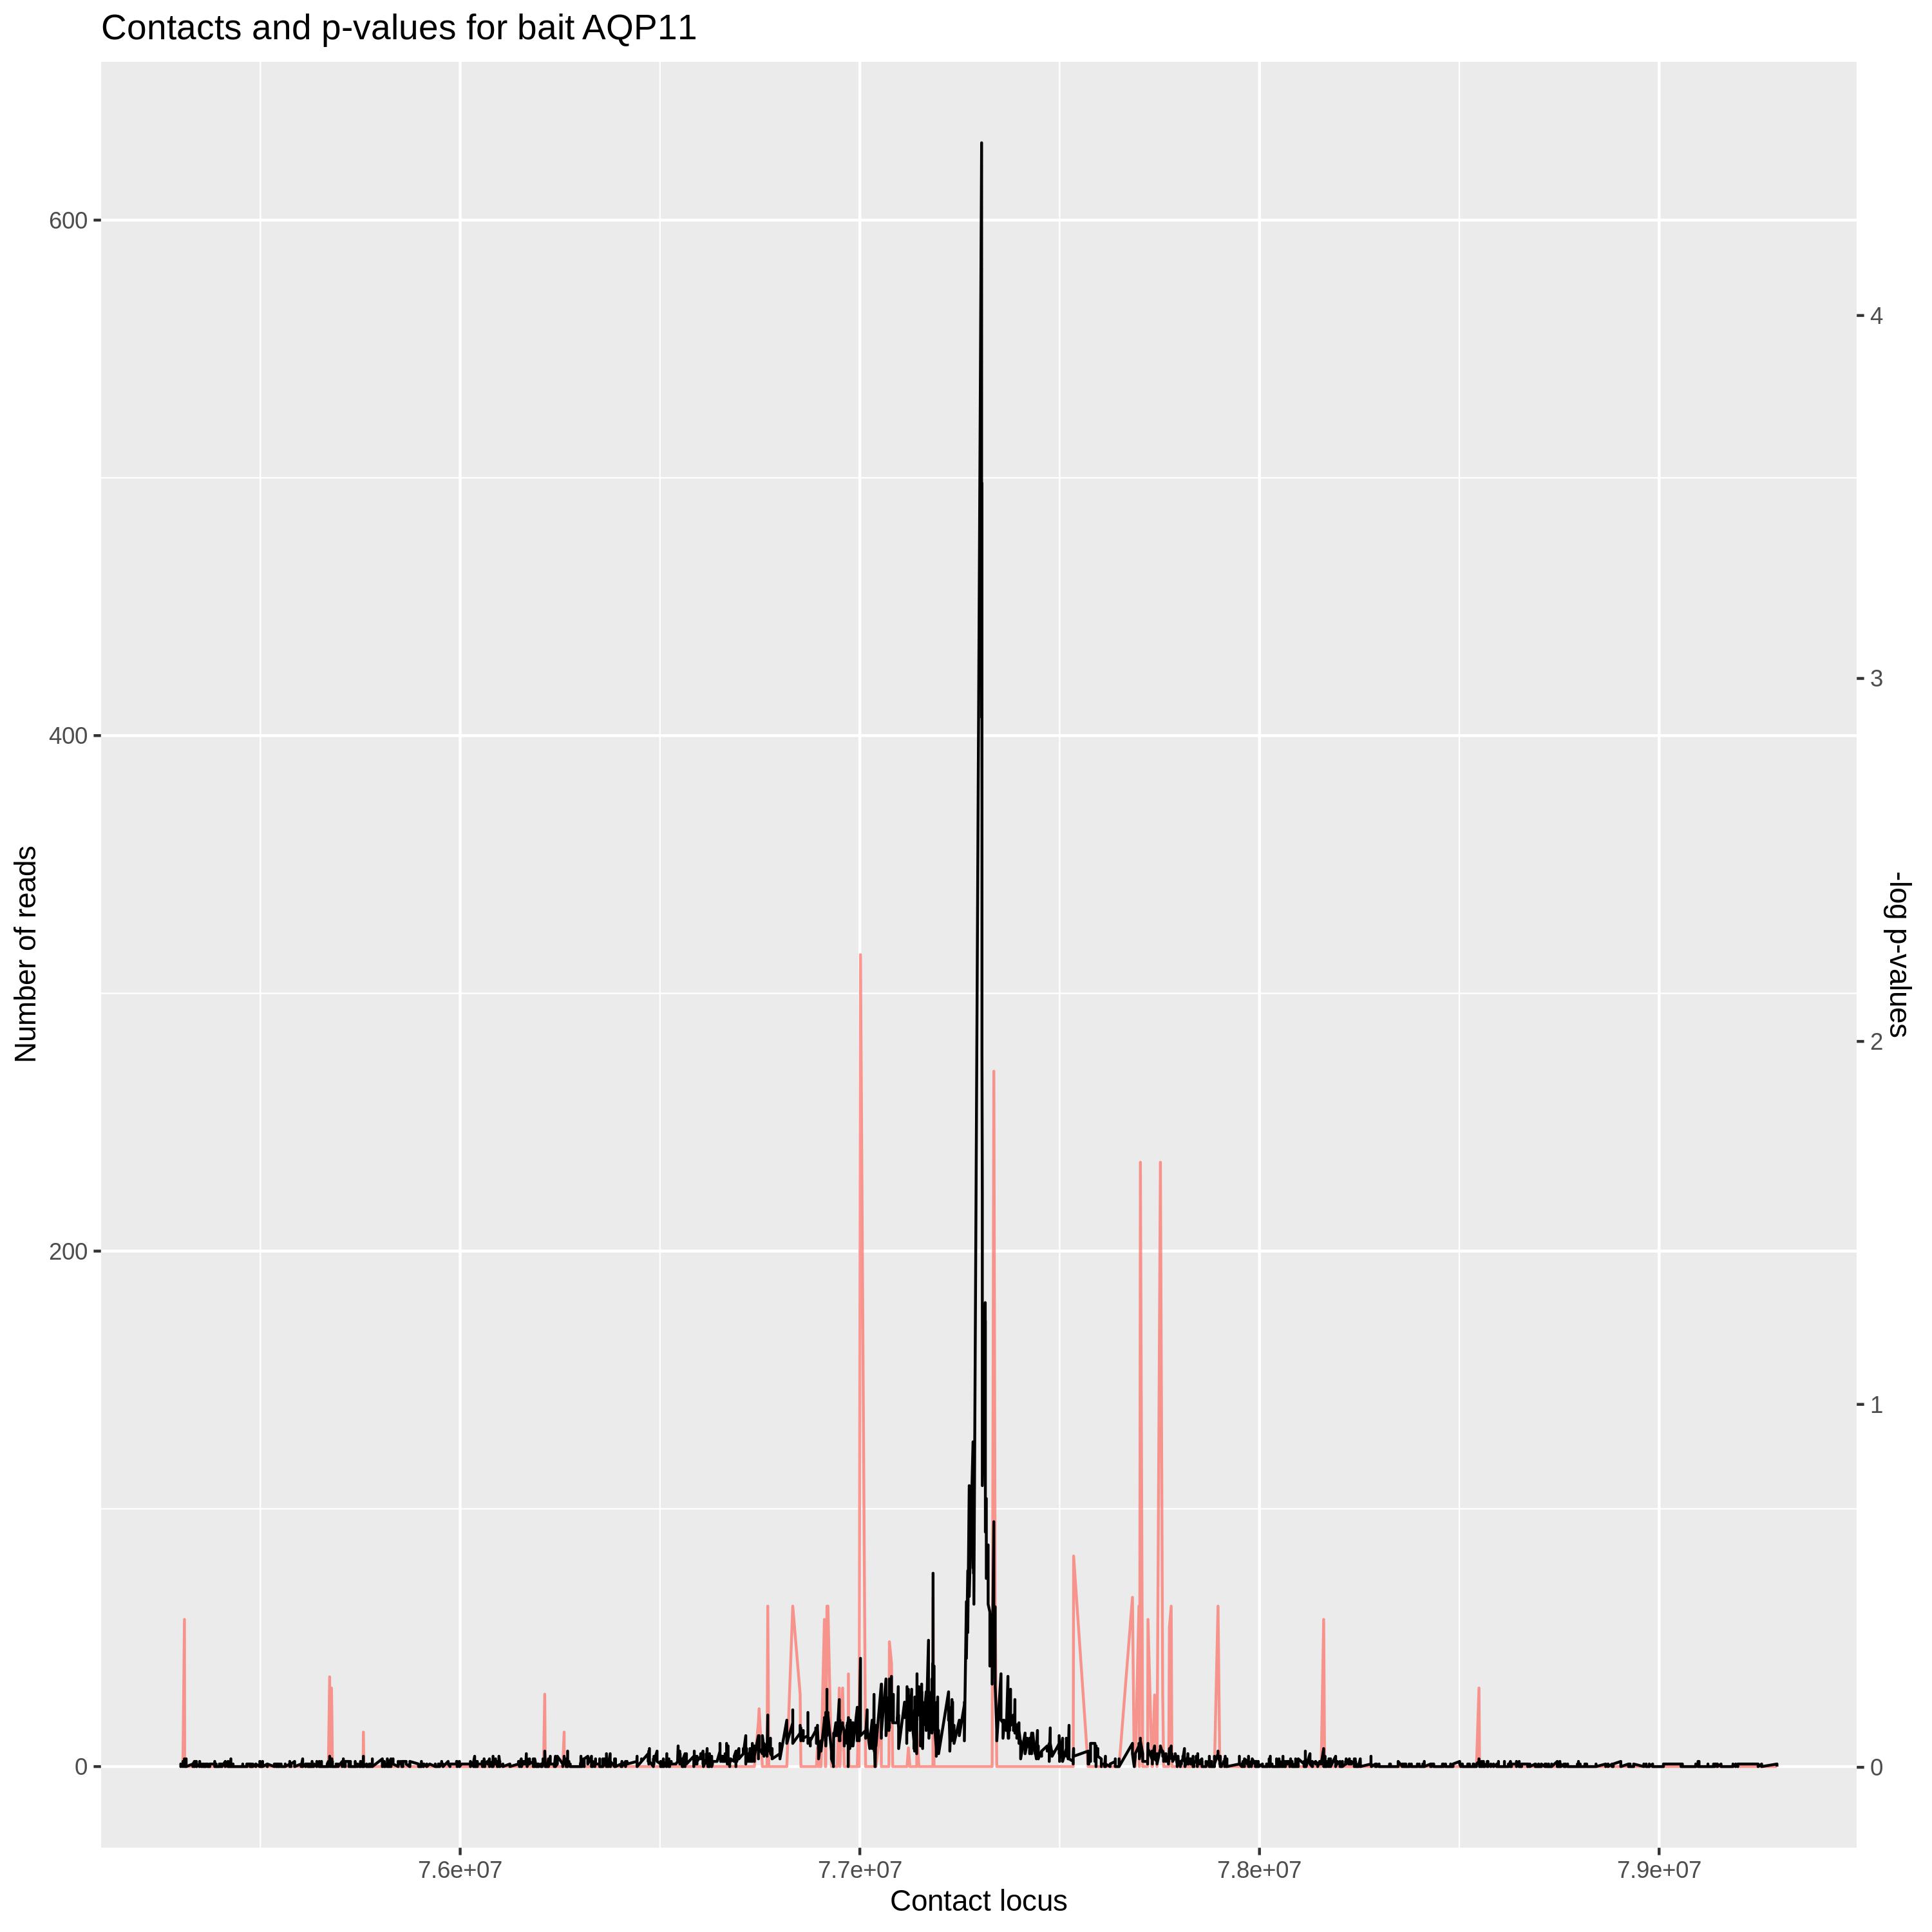 Contacts and p-values for bait AQP11
600
400
200
0
Number of reads
4
3
2
1
0
-log p-values
7.6e+07
7.7e+07
7.8e+07
7.9e+07
Contact locus